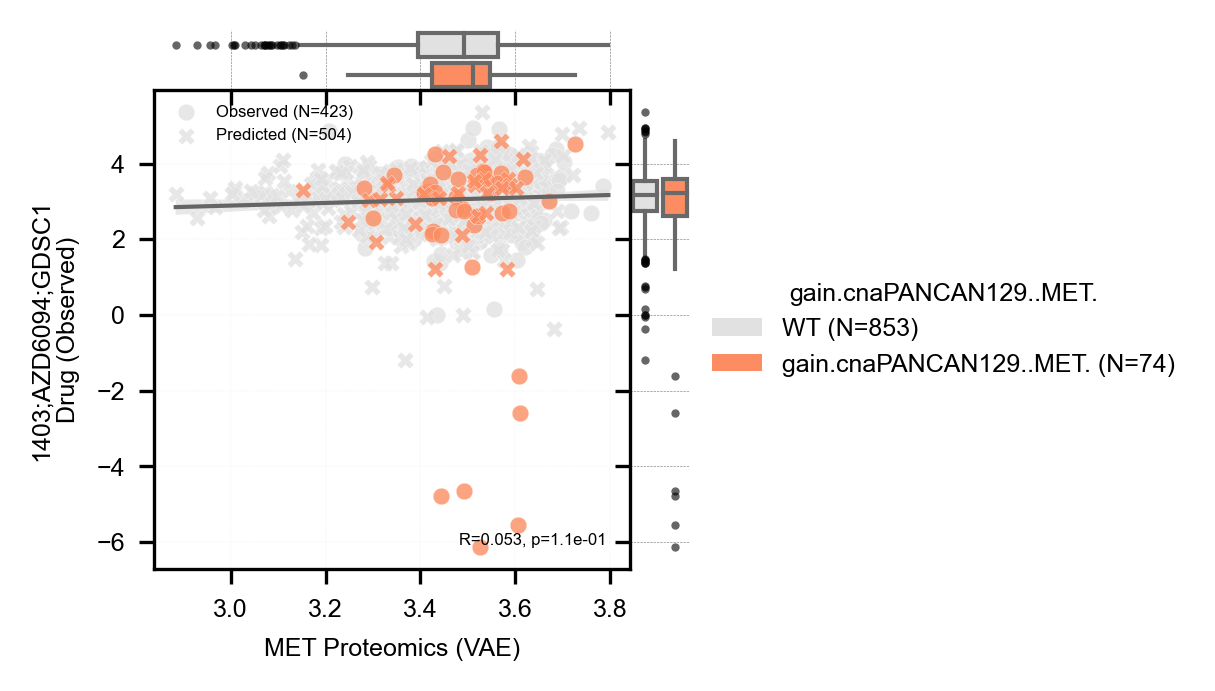 Observed (N=423)
Predicted (N=504)
4
2
0
−2
−4
−6
1403;AZD6094;GDSC1
Drug (Observed)
R=0.053, p=1.1e-01
3.0 3.2 3.4 3.6 3.8
MET Proteomics (VAE)
gain.cnaPANCAN129..MET.
WT (N=853)
gain.cnaPANCAN129..MET. (N=74)